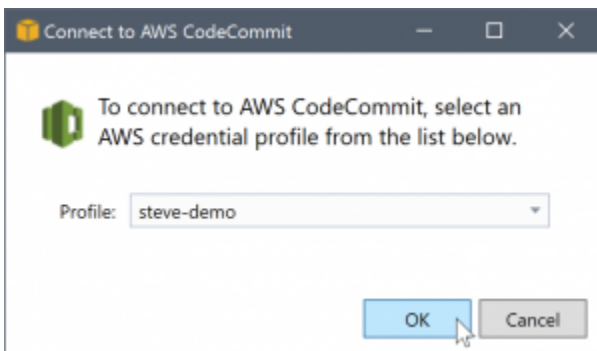 Connect to AWS CodeCommit
To connect to AWS CodeCommit, select an
AWS credential profile from the list below.
Profile: steve-demo
OK Cancel